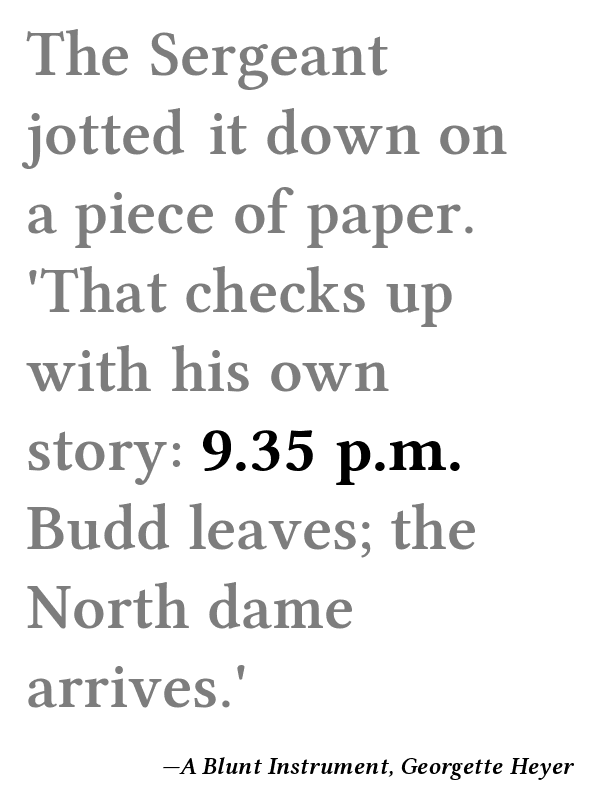 The Sergeant
jotted it down on
a piece of paper.
'That checks up
with his own
story: 9.35 p.m.
Budd leaves; the
North dame
arrives.'
—A Blunt Instrument, Georgette Heyer